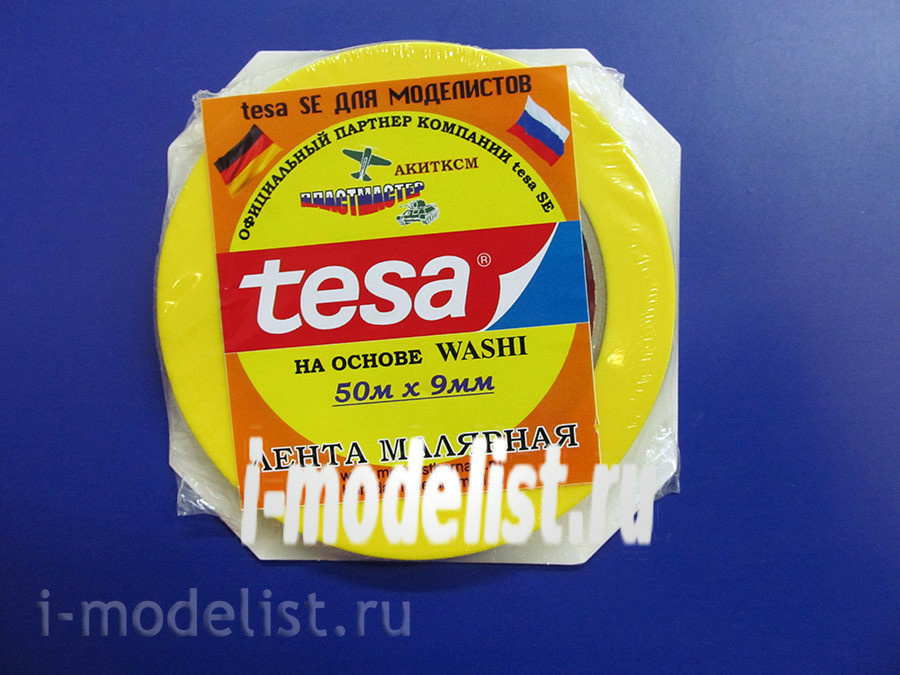 tesa SE ДЛЯ МОДЕЛИСТОВ
ОФИЦИАЛЬНЫЙ ПАРТНЕР КОМПАНИИ tesa SE
АКИТКСМ
ПЛАСТМАСТЕР
tesa®
НА ОСНОВЕ WASHI
50м х 9мм
ЛЕНТА МАЛЯРНАЯ
i-modelist.ru
i-modelist.ru